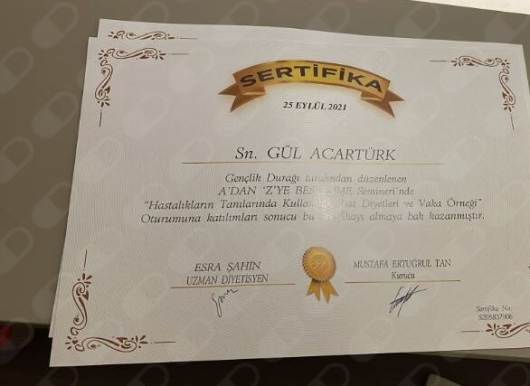 SERTİFİKA
25 EYLÜL 2021
Sn. GÜL ACARTÜRK
Gençlik Durağı tarafından düzenlenen
A'DAN 'Z'YE Semineri'nde
"Hastalıkların Tanılarında Diyetleri ve Vaka Örneği"
Oturumuna katılımları sonucu bu almaya hak kazanmıştır.
ESRA ŞAHİN
UZMAN DİYETİSYEN
MUSTAFA ERTUĞRUL TAN
Kurucu
Sertifika No:
5205837906